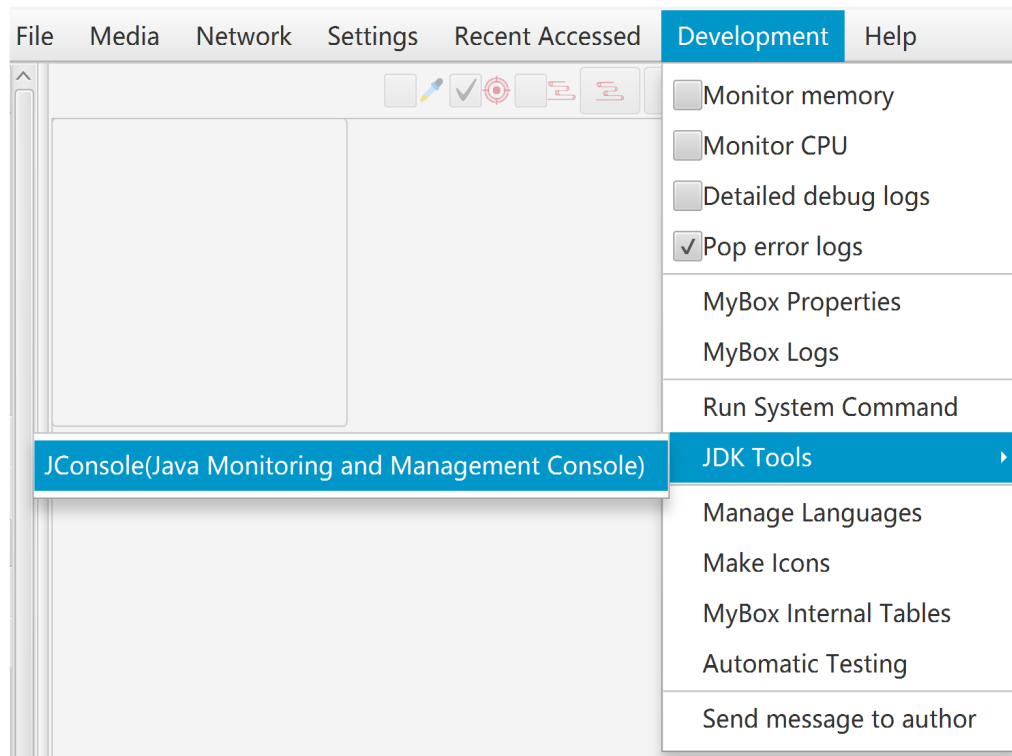 File Media Network Settings Recent Accessed Development Help
Monitor memory
Monitor CPU
Detailed debug logs
Pop error logs
MyBox Properties
MyBox Logs
Run System Command
JDK Tools
JConsole(Java Monitoring and Management Console)
Manage Languages
Make Icons
MyBox Internal Tables
Automatic Testing
Send message to author